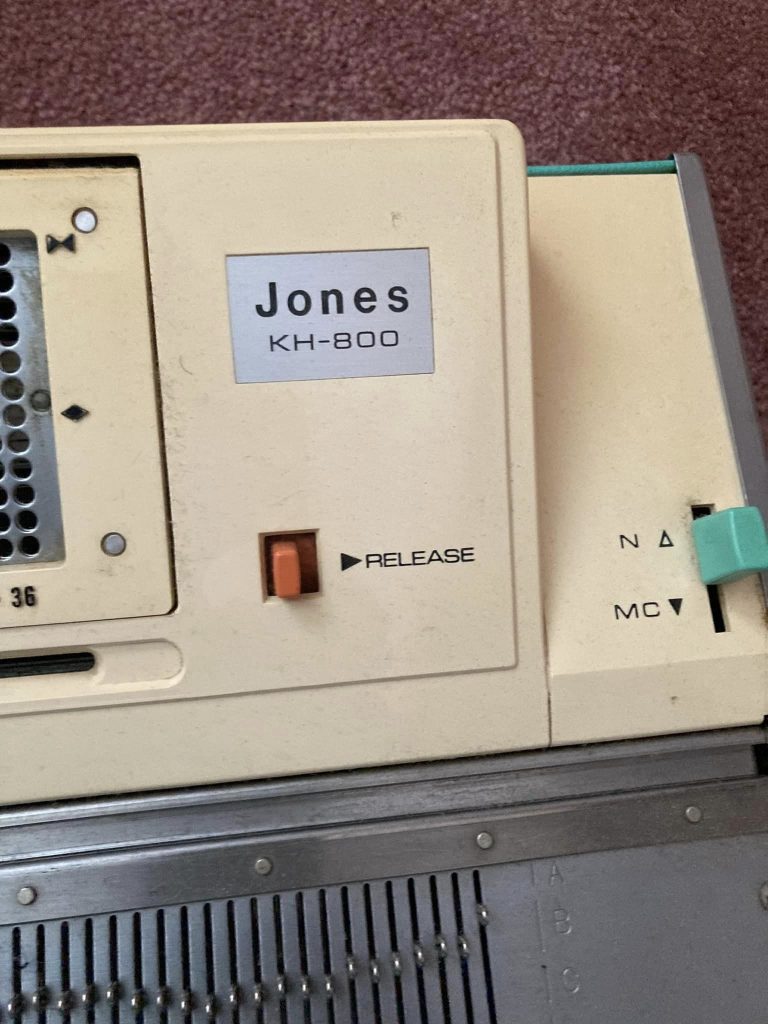 Jones
KH-800
▶RELEASE
N △
MC ▼
36
A
B
C